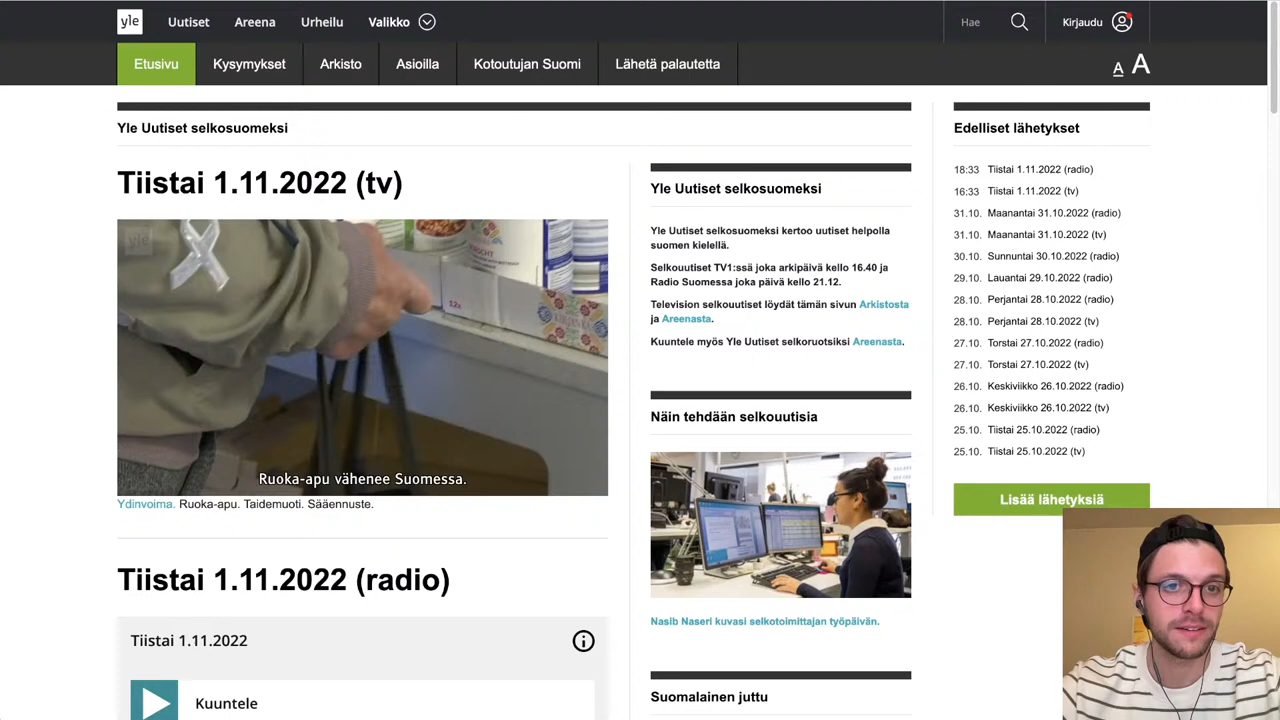 yle
Uutiset
Areena
Urheilu
Valikko
Hae
Kirjaudu
Etusivu
Kysymykset
Arkisto
Asioilla
Kotoutujan Suomi
Lähetä palautetta
A A
Yle Uutiset selkosuomeksi
Tiistai 1.11.2022 (tv)
Ruoka-apu vähenee Suomessa.
Ydinvoima. Ruoka-apu. Taidemuoti. Sääennuste.
Tiistai 1.11.2022 (radio)
Tiistai 1.11.2022
Kuuntele
Yle Uutiset selkosuomeksi
Yle Uutiset selkosuomeksi kertoo uutiset helpolla
suomen kielellä.
Selkouutiset TV1:ssä joka arkipäivä kello 16.40 ja
Radio Suomessa joka päivä kello 21.12.
Television selkouutiset löydät tämän sivun Arkistosta
ja Areenasta.
Kuuntele myös Yle Uutiset selkoruotsiksi Areenasta.
Näin tehdään selkouutisia
Nasib Naseri kuvasi selkotoimittajan työpäivän.
Suomalainen juttu
Edelliset lähetykset
18:33 Tiistai 1.11.2022 (radio)
16:33 Tiistai 1.11.2022 (tv)
31.10. Maanantai 31.10.2022 (radio)
31.10. Maanantai 31.10.2022 (tv)
30.10. Sunnuntai 30.10.2022 (radio)
29.10. Lauantai 29.10.2022 (radio)
28.10. Perjantai 28.10.2022 (radio)
28.10. Perjantai 28.10.2022 (tv)
27.10. Torstai 27.10.2022 (radio)
27.10. Torstai 27.10.2022 (tv)
26.10. Keskiviikko 26.10.2022 (radio)
26.10. Keskiviikko 26.10.2022 (tv)
25.10. Tiistai 25.10.2022 (radio)
25.10. Tiistai 25.10.2022 (tv)
Lisää lähetyksiä